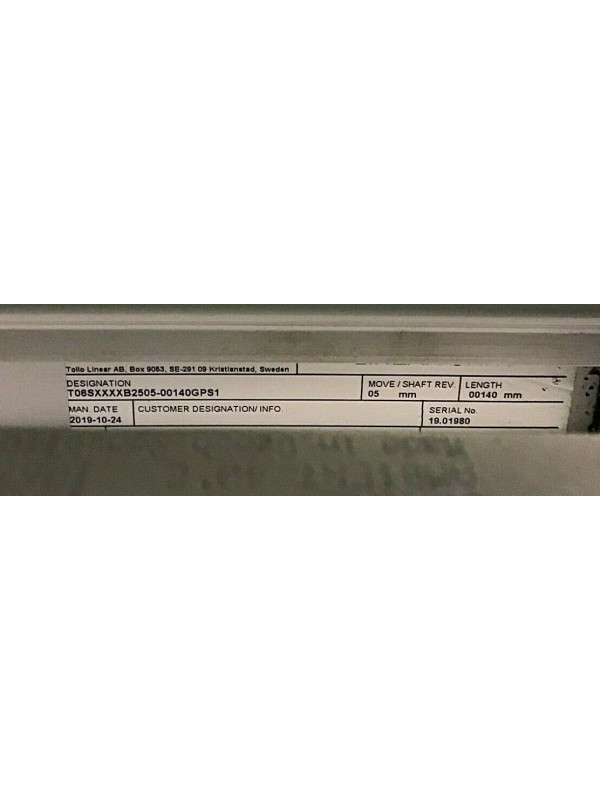 Tollo Linear AB, Box 9053, SE-291 09 Kristianstad, Sweden
DESIGNATION
T06SXXXXB2505-00140GPS1
MOVE / SHAFT REV.
05 mm
LENGTH
00140 mm
MAN. DATE
2019-10-24
CUSTOMER DESIGNATION/ INFO.
SERIAL No.
19.01980